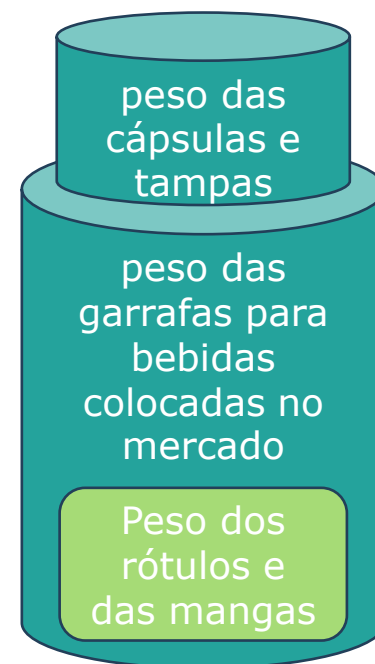 peso das
cápsulas e
tampas
peso das
garrafas para
bebidas
colocadas no
mercado
Peso dos
rótulos e
das mangas